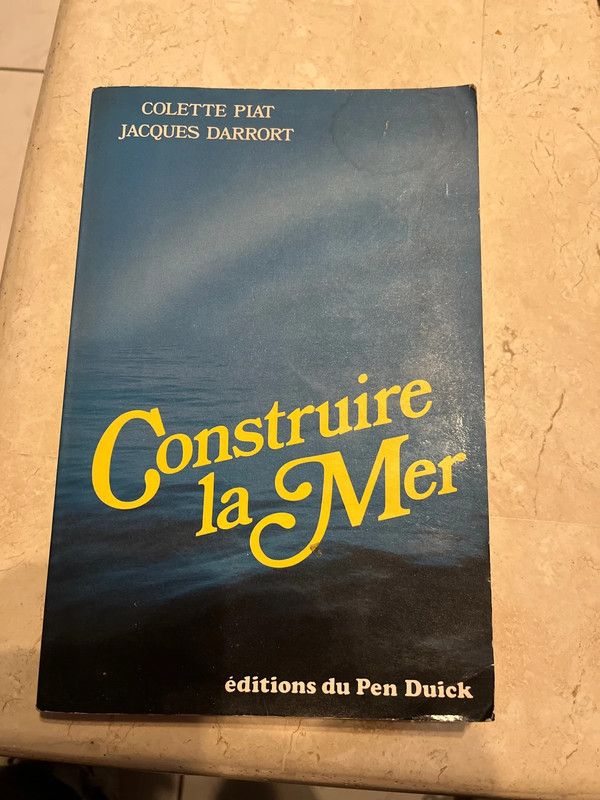 COLETTE PIAT
JACQUES DARRORT
Construire
la Mer
éditions du Pen Duick